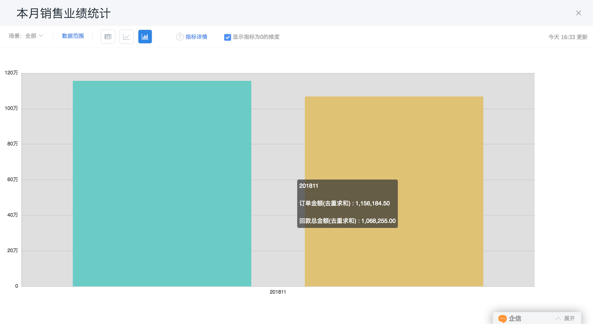 本月销售业绩统计
场景: 全部 数据范围 指标详情 显示指标为0的维度 今天 16:33 更新
120万
100万
80万
60万
40万
20万
0
201811
订单金额(去重求和) : 1,156,184.50
回款总金额(去重求和) : 1,068,255.00
201811
企信 展开